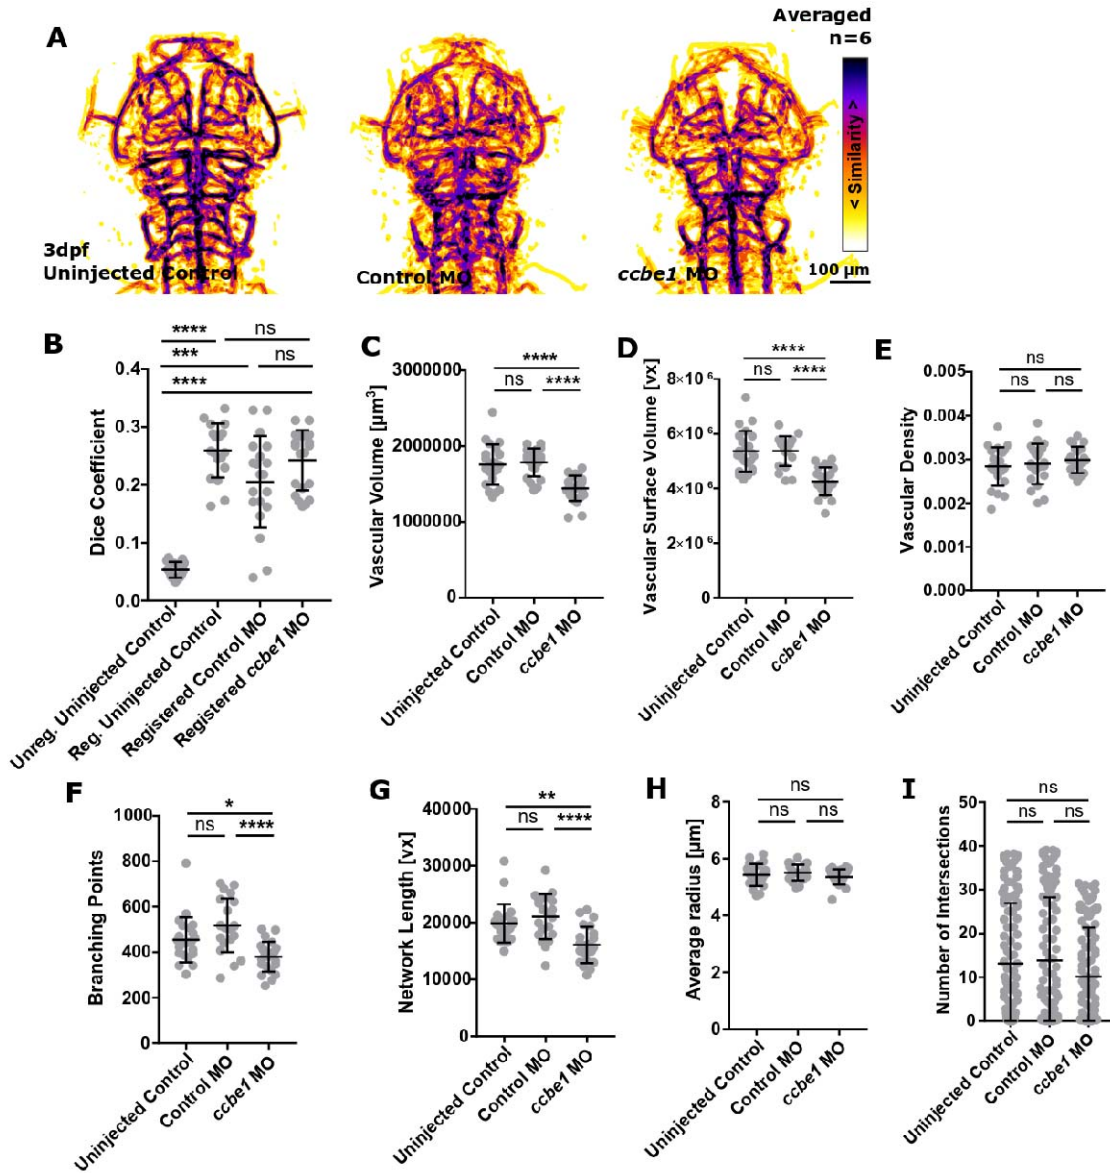 A
Averaged
n=6
< Similarity >
3dpf
Uninjected Control
Control MO
ccbe1 MO
100 µm
B
****
ns
***
ns
****
Dice Coefficient
0.4
0.3
0.2
0.1
0.0
Unreg. Uninjected Control
Reg. Uninjected Control
Registered Control MO
Registered ccbe1 MO
C
****
ns
****
Vascular Volume [µm³]
3000000
2000000
1000000
0
Uninjected Control
Control MO
ccbe1 MO
D
****
ns
****
Vascular Surface Volume [vx]
8×10⁶
6×10⁶
4×10⁶
2×10⁶
0
Uninjected Control
Control MO
ccbe1 MO
E
ns
ns
ns
Vascular Density
0.005
0.004
0.003
0.002
0.001
0.000
Uninjected Control
Control MO
ccbe1 MO
F
*
ns
****
Branching Points
1000
800
600
400
200
0
Uninjected Control
Control MO
ccbe1 MO
G
**
ns
****
Network Length [vx]
40000
30000
20000
10000
0
Uninjected Control
Control MO
ccbe1 MO
H
ns
ns
ns
Average radius [µm]
8
6
4
2
0
Uninjected Control
Control MO
ccbe1 MO
I
ns
ns
ns
Number of Intersections
50
40
30
20
10
0
Uninjected Control
Control MO
ccbe1 MO